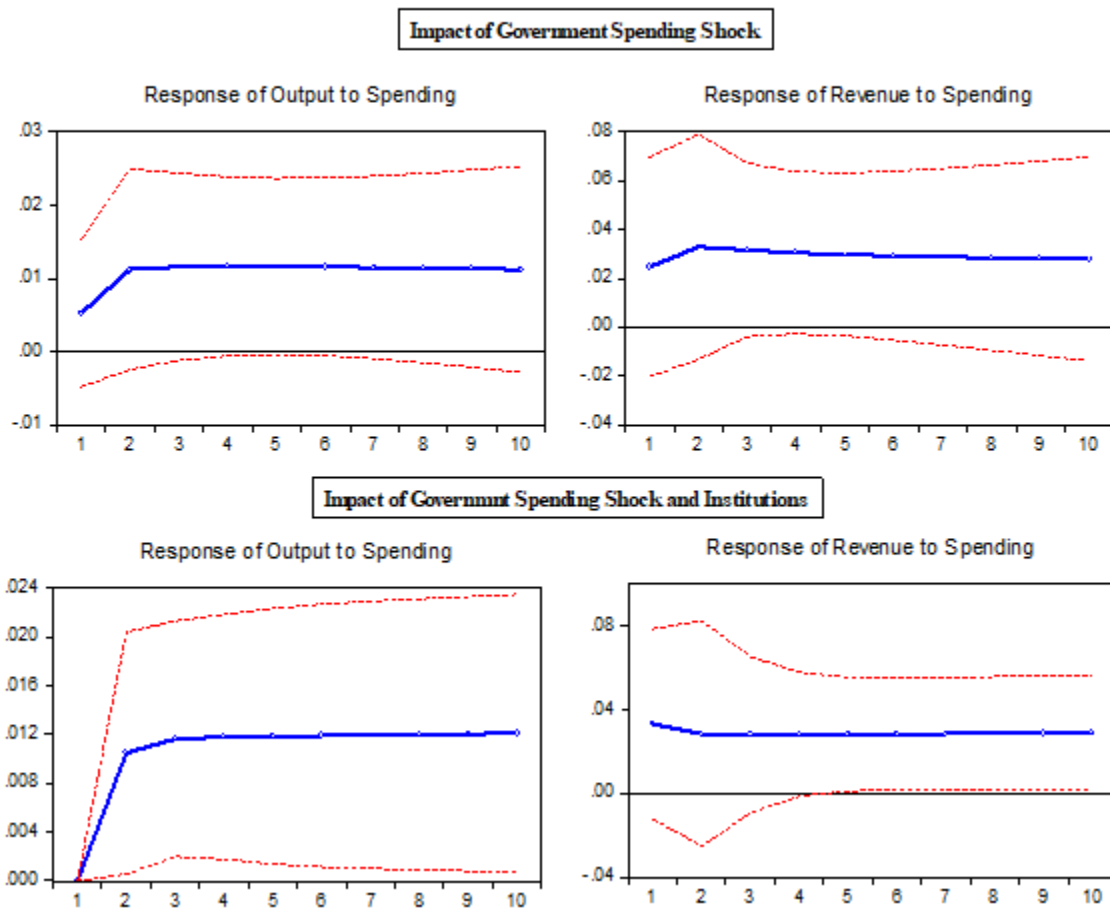 Impact of Government Spending Shock
Response of Output to Spending
Response of Revenue to Spending
.03
.02
.01
.00
-.01
1 2 3 4 5 6 7 8 9 10
.08
.06
.04
.02
.00
-.02
-.04
1 2 3 4 5 6 7 8 9 10
Impact of Governmnt Spending Shock and Institutions
Response of Output to Spending
Response of Revenue to Spending
.024
.020
.016
.012
.008
.004
.000
1 2 3 4 5 6 7 8 9 10
.08
.04
.00
-.04
1 2 3 4 5 6 7 8 9 10